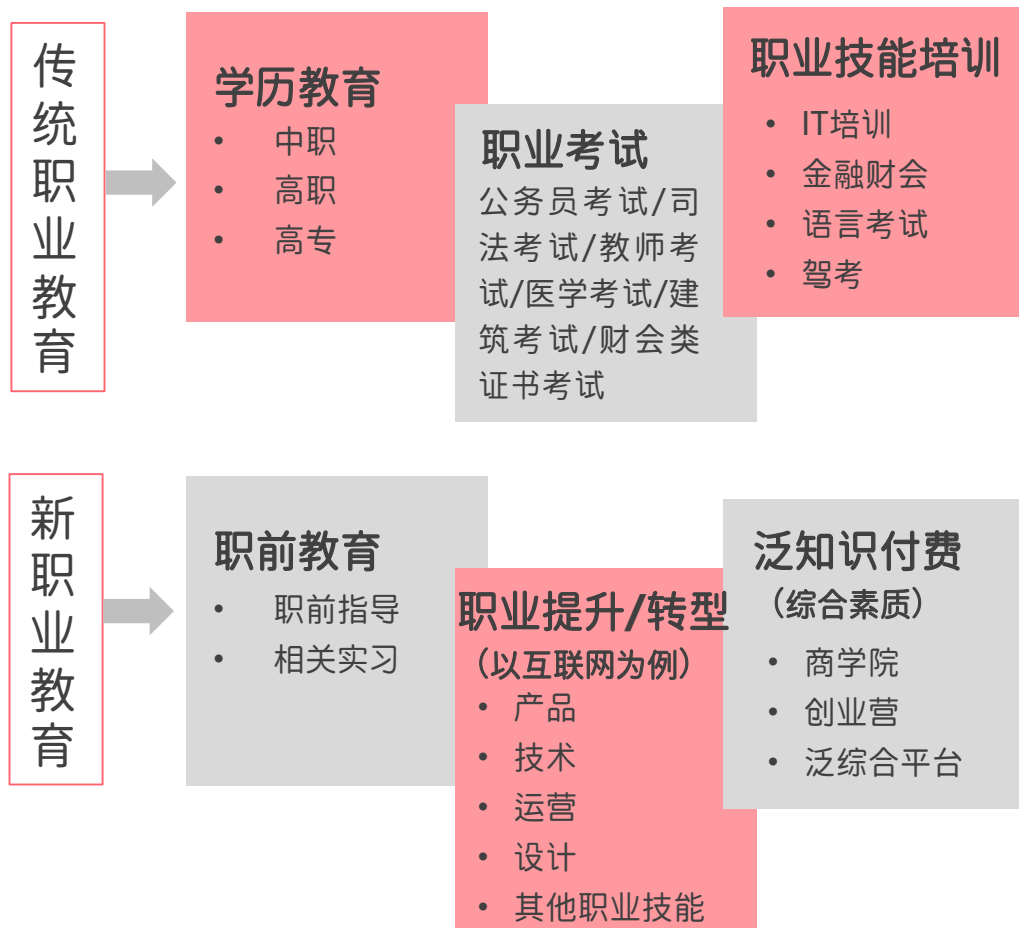 传统职业教育
学历教育
• 中职
• 高职
• 高专
职业考试
公务员考试/司
法考试/教师考
试/医学考试/建
筑考试/财会类
证书考试
职业技能培训
• IT培训
• 金融财会
• 语言考试
• 驾考
新职业教育
职前教育
• 职前指导
• 相关实习
职业提升/转型
（以互联网为例）
• 产品
• 技术
• 运营
• 设计
• 其他职业技能
泛知识付费
（综合素质）
• 商学院
• 创业营
• 泛综合平台